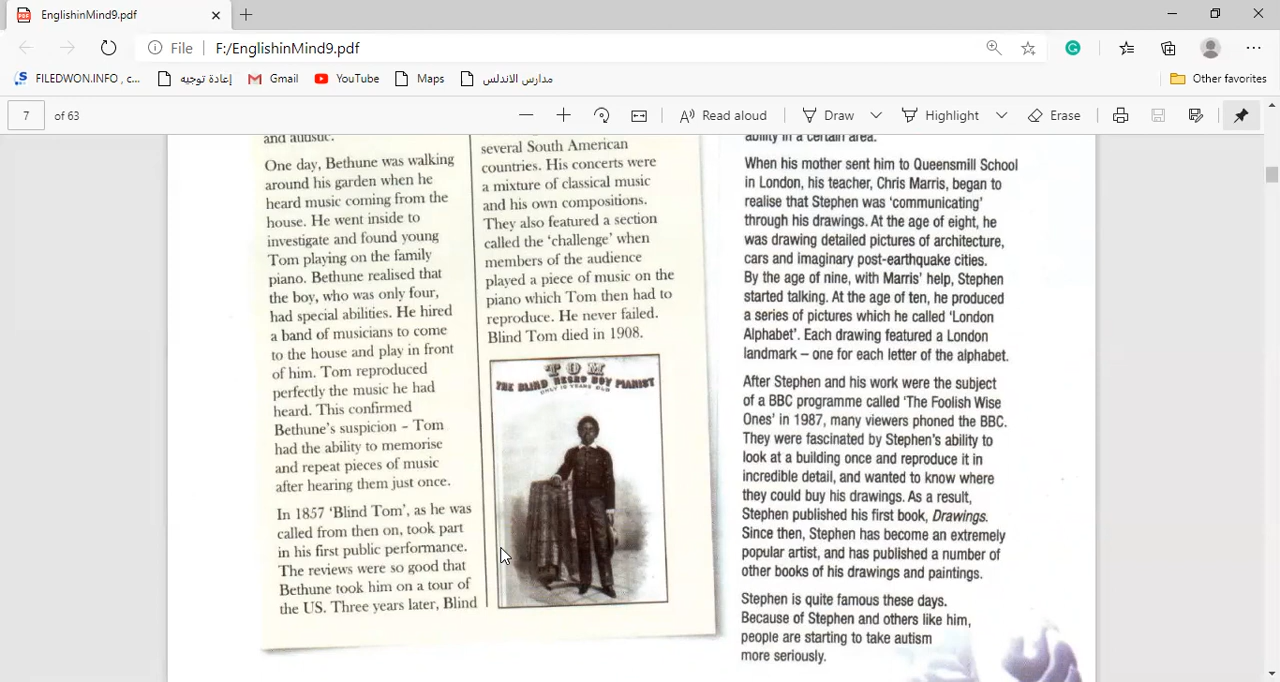 EnglishinMind9.pdf
File
F:/EnglishinMind9.pdf
FILEDWON.INFO , c...
إعادة توجيه
Gmail
YouTube
Maps
مدارس الاندلس
Other favorites
7
of 63
Read aloud
Draw
Highlight
Erase
and autistic.
One day, Bethune was walking
around his garden when he
heard music coming from the
house. He went inside to
investigate and found young
Tom playing on the family
piano. Bethune realised that
the boy, who was only four,
had special abilities. He hired
a band of musicians to come
to the house and play in front
of him. Tom reproduced
perfectly the music he had
heard. This confirmed
Bethune's suspicion – Tom
had the ability to memorise
and repeat pieces of music
after hearing them just once.
In 1857 'Blind Tom', as he was
called from then on, took part
in his first public performance.
The reviews were so good that
Bethune took him on a tour of
the US. Three years later, Blind
several South American
countries. His concerts were
a mixture of classical music
and his own compositions.
They also featured a section
called the 'challenge' when
members of the audience
played a piece of music on the
piano which Tom then had to
reproduce. He never failed.
Blind Tom died in 1908.
TOM
THE BLIND NEGRO BOY PIANIST
ONLY 10 YEARS OLD
ability in a certain area.
When his mother sent him to Queensmill School
in London, his teacher, Chris Marris, began to
realise that Stephen was 'communicating'
through his drawings. At the age of eight, he
was drawing detailed pictures of architecture,
cars and imaginary post-earthquake cities.
By the age of nine, with Marris' help, Stephen
started talking. At the age of ten, he produced
a series of pictures which he called 'London
Alphabet'. Each drawing featured a London
landmark – one for each letter of the alphabet.
After Stephen and his work were the subject
of a BBC programme called 'The Foolish Wise
Ones' in 1987, many viewers phoned the BBC.
They were fascinated by Stephen's ability to
look at a building once and reproduce it in
incredible detail, and wanted to know where
they could buy his drawings. As a result,
Stephen published his first book, Drawings.
Since then, Stephen has become an extremely
popular artist, and has published a number of
other books of his drawings and paintings.
Stephen is quite famous these days.
Because of Stephen and others like him,
people are starting to take autism
more seriously.